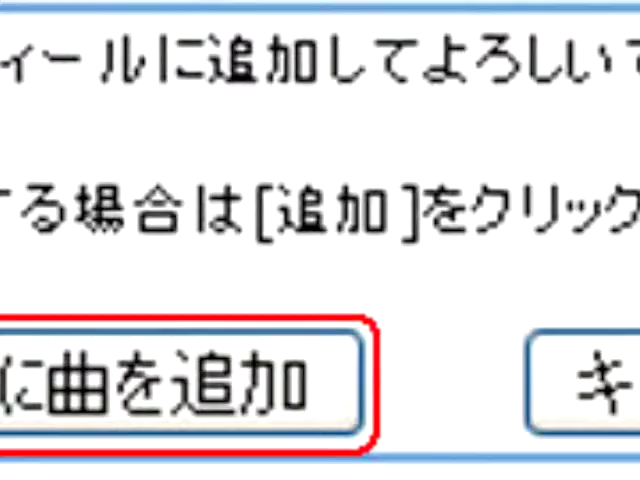 ィールに追加してよろしいで
する場合は[追加]をクリック
に曲を追加
キ